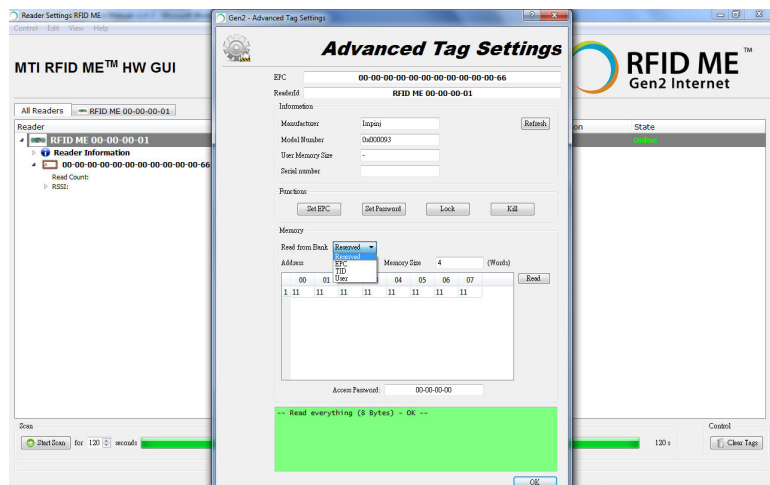 Reader Settings RFID ME
Control Edit View Help
MTI RFID ME™ HW GUI
All Readers
RFID ME 00-00-00-01
Reader
RFID ME 00-00-00-01
Reader Information
00-00-00-00-00-00-00-00-00-00-00-66
Read Count:
RSSI:
Scan
Start Scan for 120 seconds
Gen2 - Advanced Tag Settings
Advanced Tag Settings
EPC 00-00-00-00-00-00-00-00-00-00-00-66
ReaderId RFID ME 00-00-00-01
Information
Manufacturer Impinj Refresh
Model Number 0x000093
User Memory Size -
Serial number
Functions
Set EPC Set Password Lock Kill
Memory
Read from Bank Reserved
Reserved
EPC
TID
User
Address Memory Size 4 (Words)
00 01 04 05 06 07 Read
1 11 11 11 11 11 11 11 11
Access Password: 00-00-00-00
-- Read everything (8 Bytes) - OK --
OK
RFID ME™
Gen2 Internet
on State
Online
120 s
Control
Clear Tags